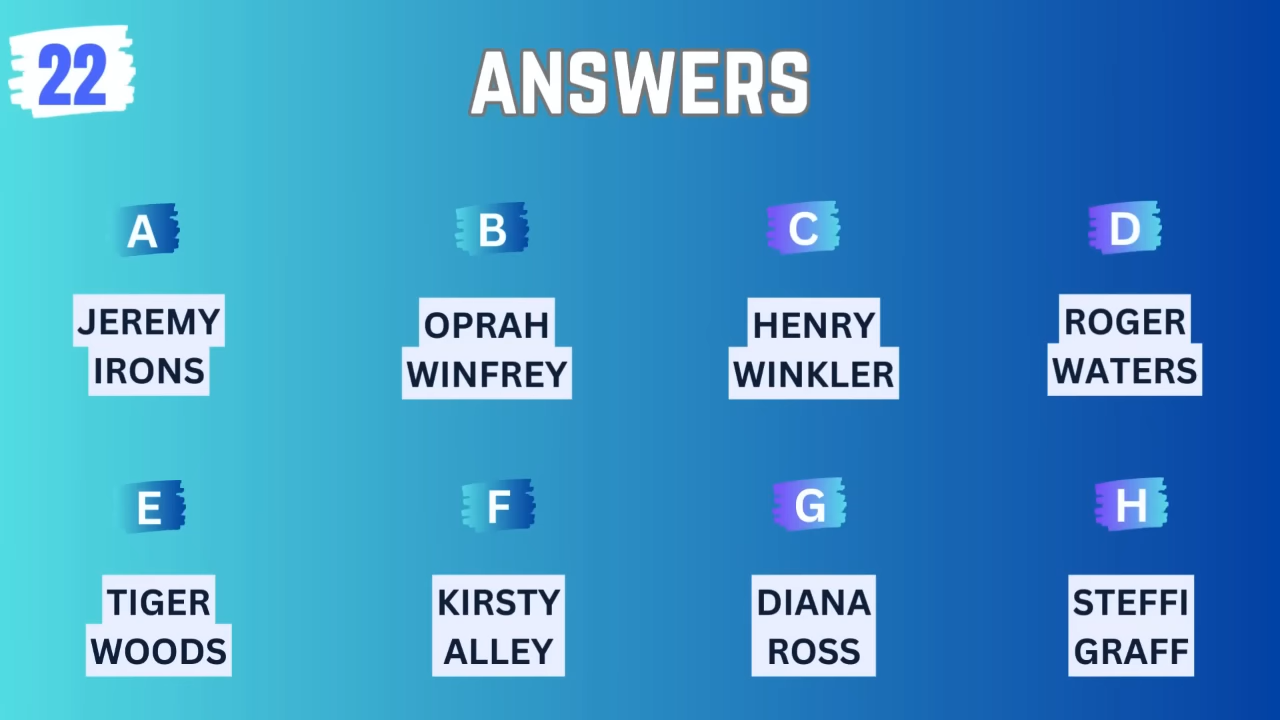 22
ANSWERS
A
B
C
D
JEREMY
IRONS
OPRAH
WINFREY
HENRY
WINKLER
ROGER
WATERS
E
F
G
H
TIGER
WOODS
KIRSTY
ALLEY
DIANA
ROSS
STEFFI
GRAFF